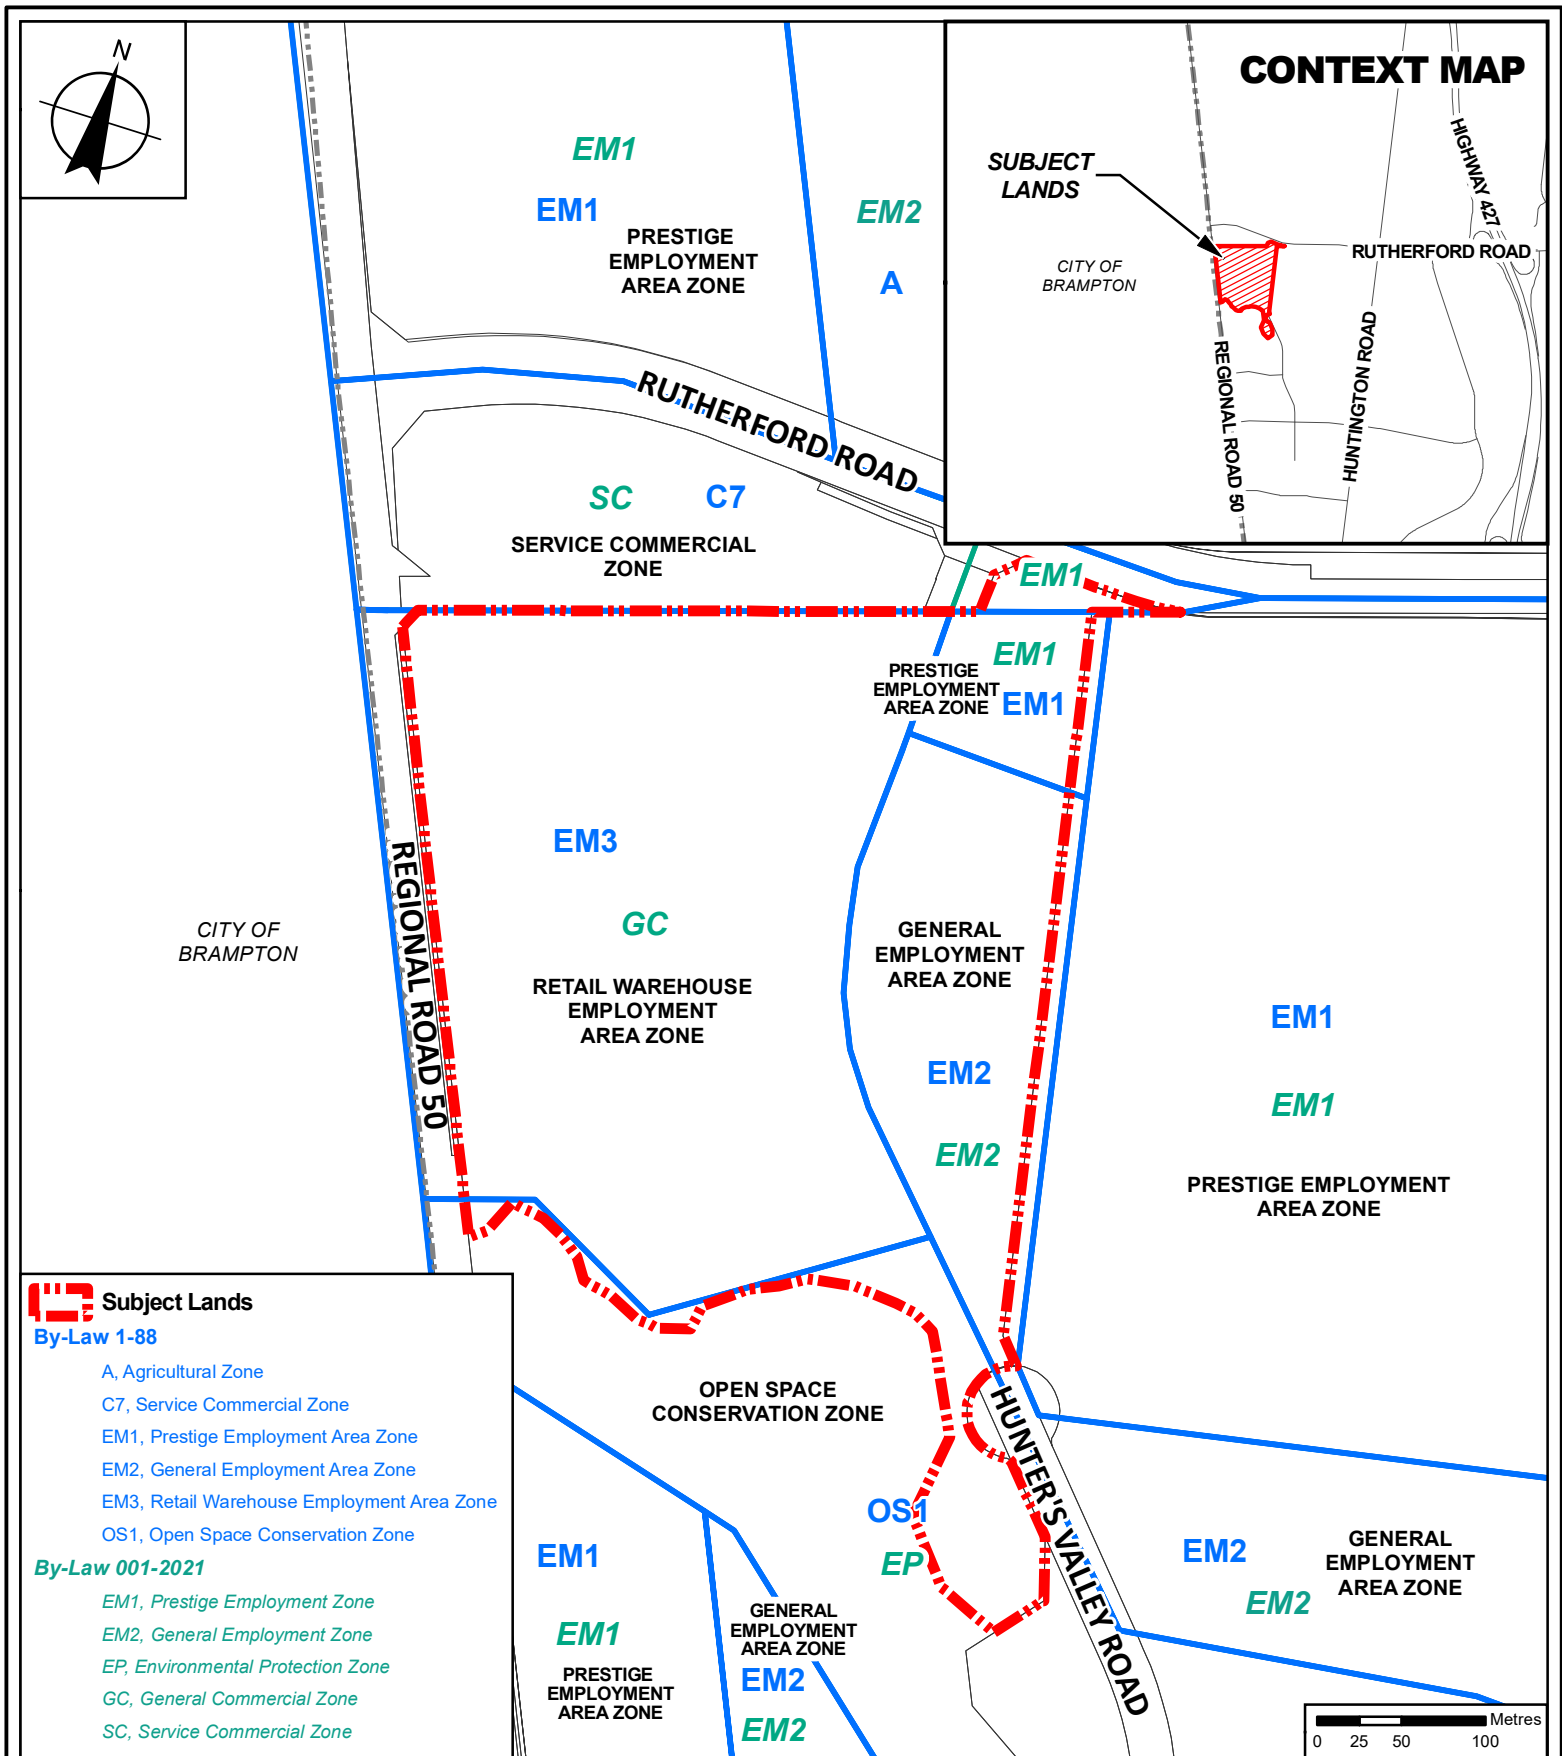 N
CONTEXT MAP
SUBJECT
LANDS
CITY OF
BRAMPTON
HIGHWAY 427
RUTHERFORD ROAD
HUNTINGTON ROAD
REGIONAL ROAD 50
EM1
EM1
PRESTIGE
EMPLOYMENT
AREA ZONE
EM2
A
RUTHERFORD ROAD
SC
C7
SERVICE COMMERCIAL
ZONE
EM1
EM1
PRESTIGE
EMPLOYMENT
AREA ZONE
EM1
EM3
GC
RETAIL WAREHOUSE
EMPLOYMENT
AREA ZONE
REGIONAL ROAD 50
CITY OF
BRAMPTON
GENERAL
EMPLOYMENT
AREA ZONE
EM2
EM2
EM1
EM1
PRESTIGE EMPLOYMENT
AREA ZONE
OPEN SPACE
CONSERVATION ZONE
OS1
EP
HUNTER'S VALLEY ROAD
EM2
GENERAL
EMPLOYMENT
AREA ZONE
EM2
EM1
EM1
PRESTIGE
EMPLOYMENT
AREA ZONE
GENERAL
EMPLOYMENT
AREA ZONE
EM2
EM2
Subject Lands
By-Law 1-88
A, Agricultural Zone
C7, Service Commercial Zone
EM1, Prestige Employment Area Zone
EM2, General Employment Area Zone
EM3, Retail Warehouse Employment Area Zone
OS1, Open Space Conservation Zone
By-Law 001-2021
EM1, Prestige Employment Zone
EM2, General Employment Zone
EP, Environmental Protection Zone
GC, General Commercial Zone
SC, Service Commercial Zone
Metres
0 25 50 100